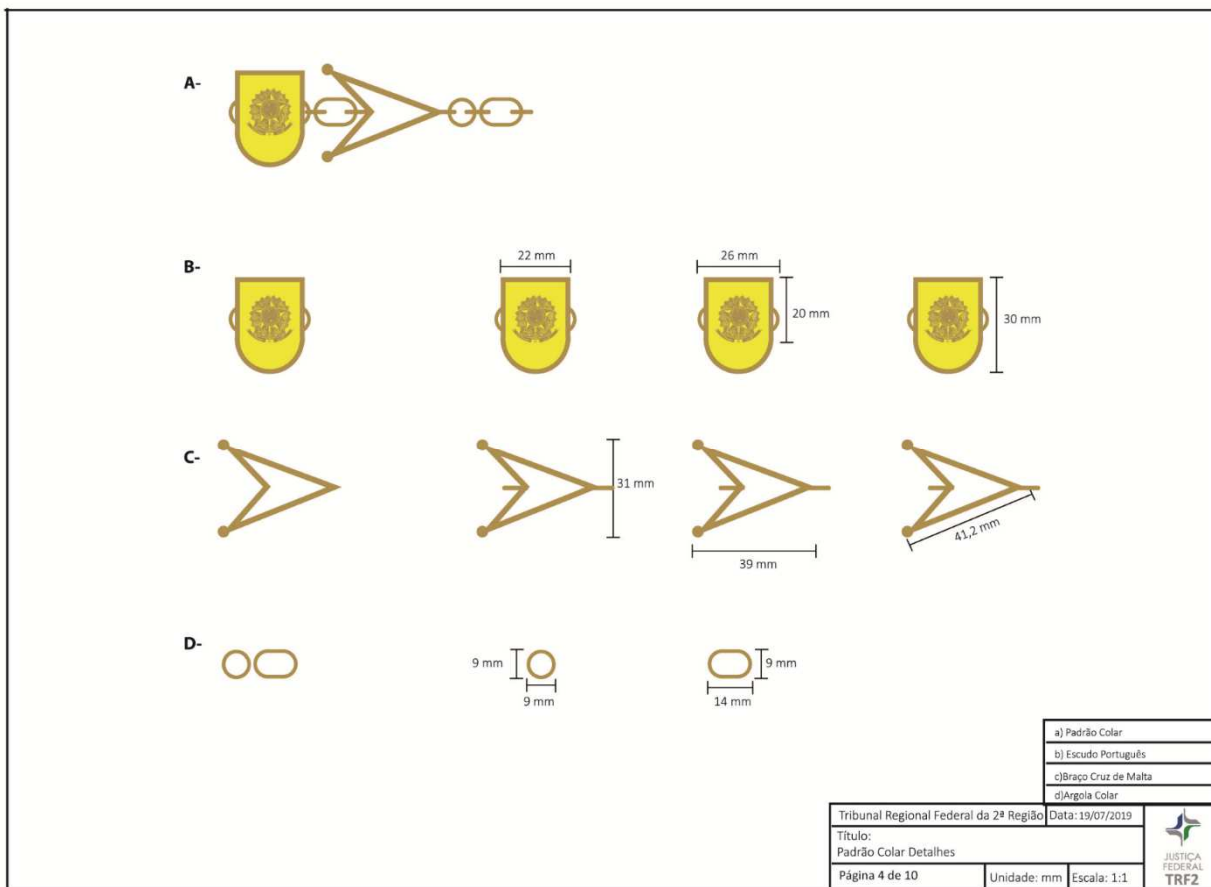 A-
B-
22 mm
26 mm
20 mm
30 mm
C-
31 mm
39 mm
41,2 mm
D-
9 mm
9 mm
9 mm
14 mm
a) Padrão Colar
b) Escudo Português
c)Braço Cruz de Malta
d)Argola Colar
Tribunal Regional Federal da 2ª Região Data: 19/07/2019
Título:
Padrão Colar Detalhes
Página 4 de 10 Unidade: mm Escala: 1:1
JUSTIÇA
FEDERAL
TRF2